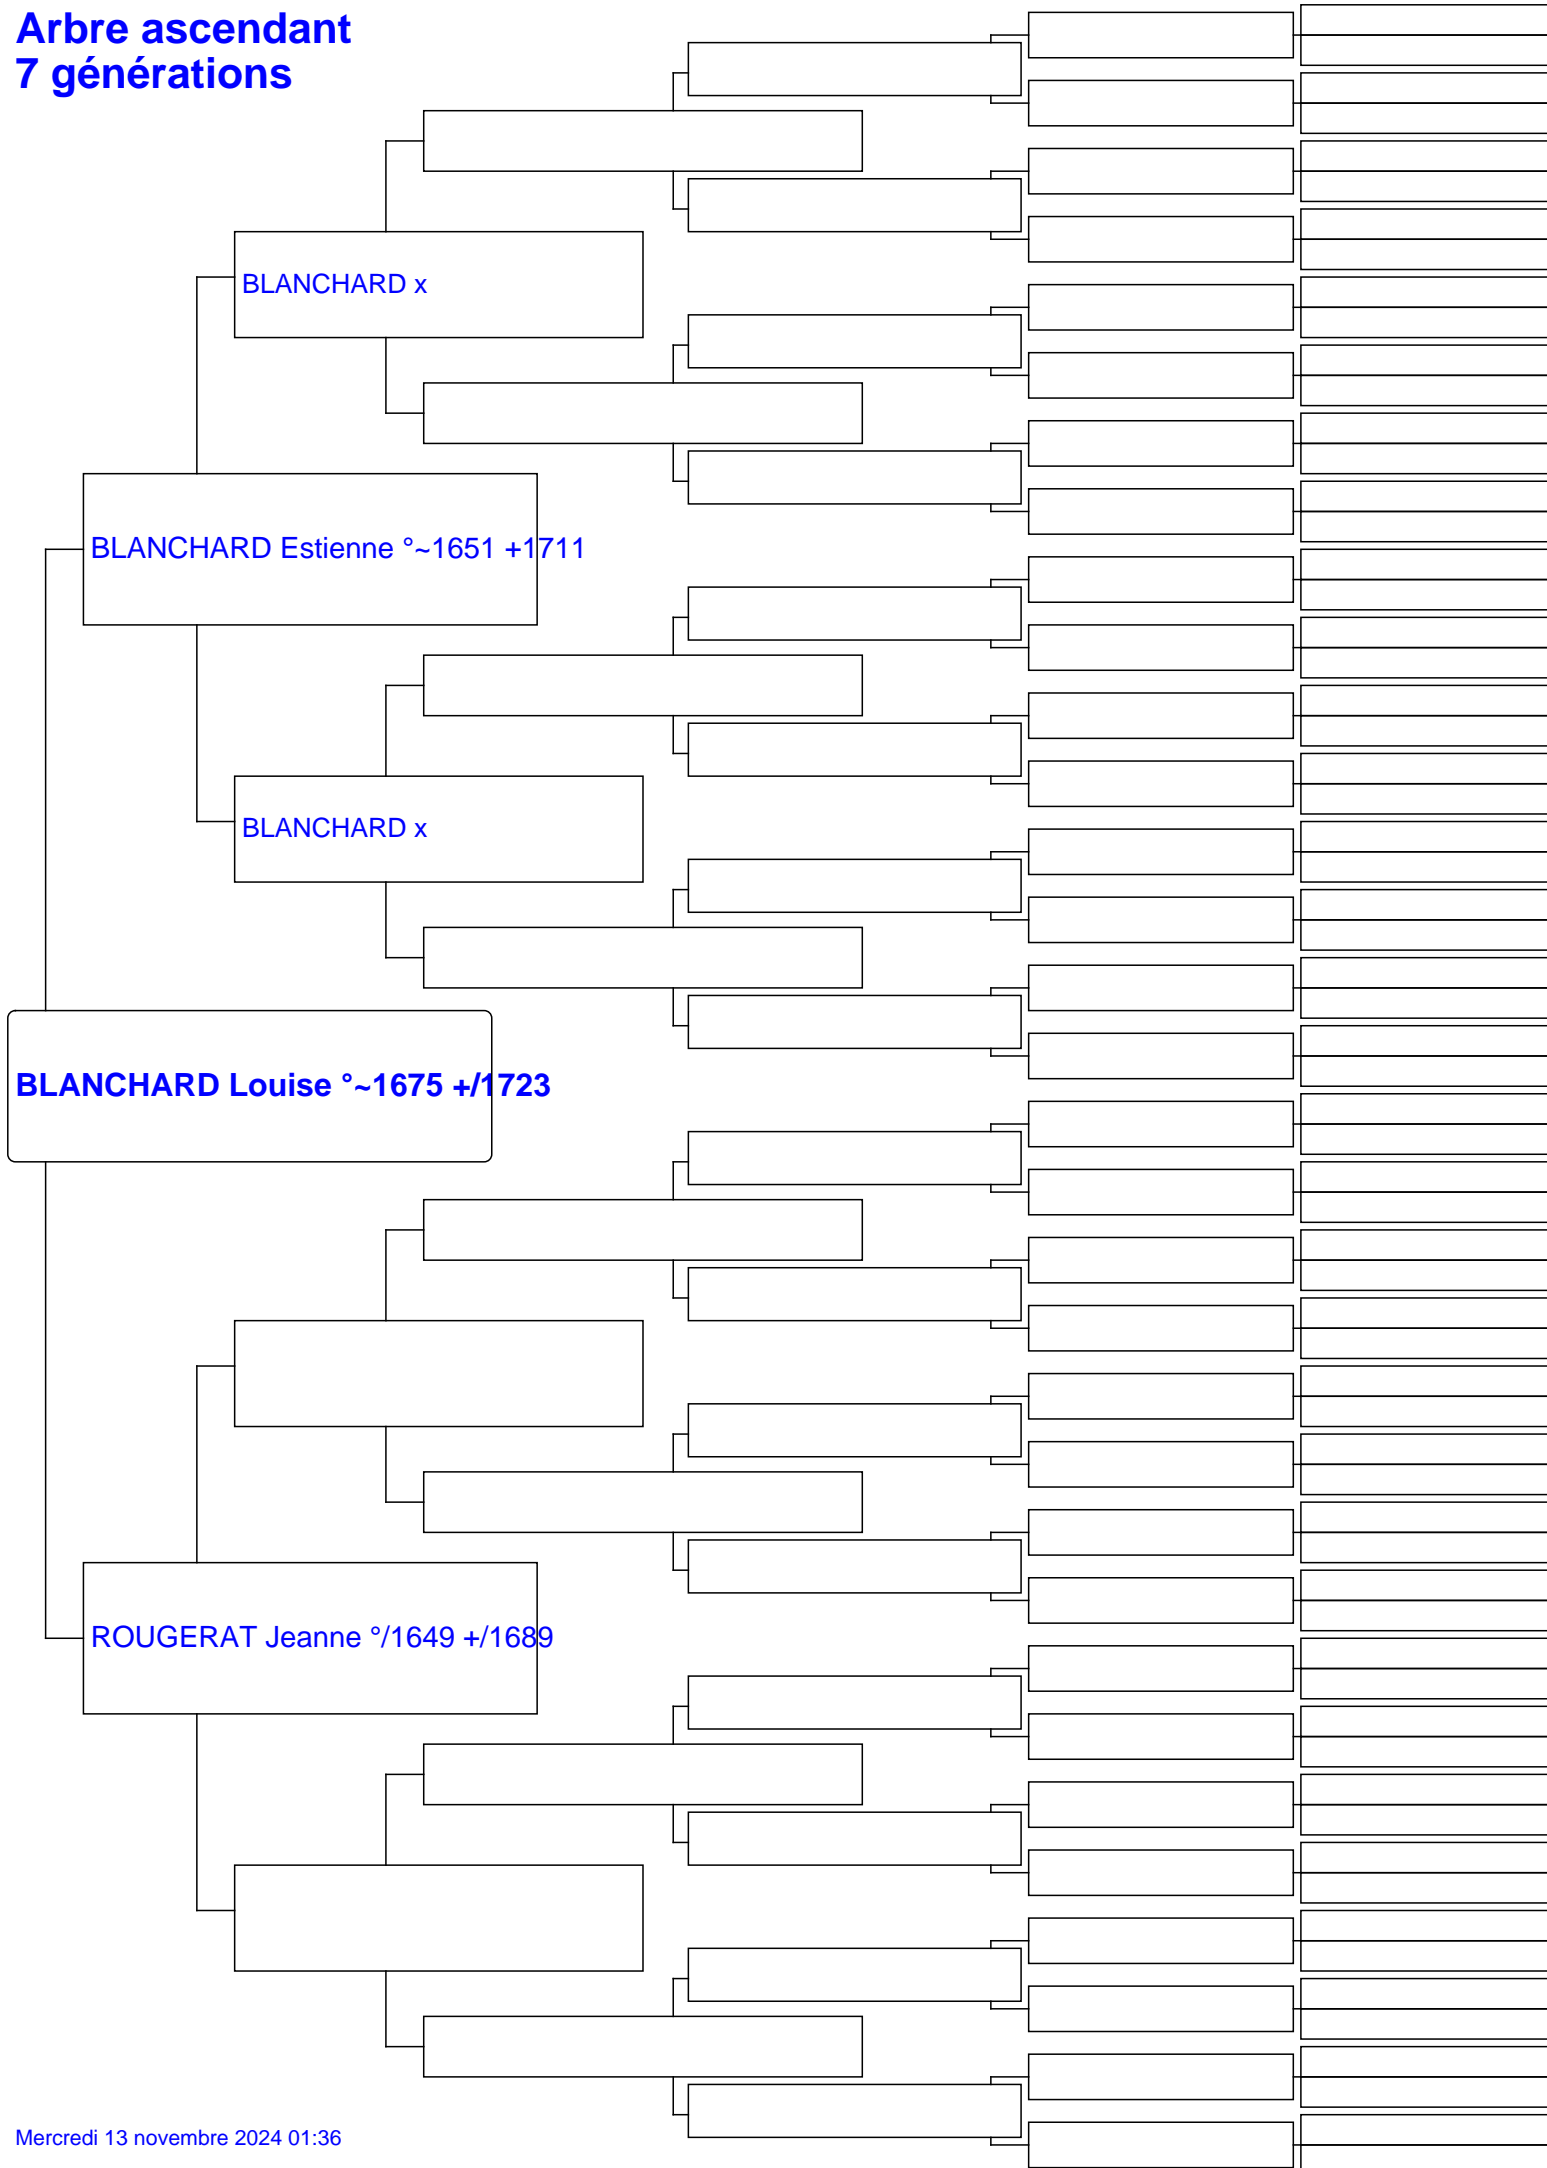 Arbre ascendant
7 générations
BLANCHARD x
BLANCHARD Estienne °~1651 +1711
BLANCHARD x
BLANCHARD Louise °~1675 +/1723
ROUGERAT Jeanne °/1649 +/1689
Mercredi 13 novembre 2024 01:36